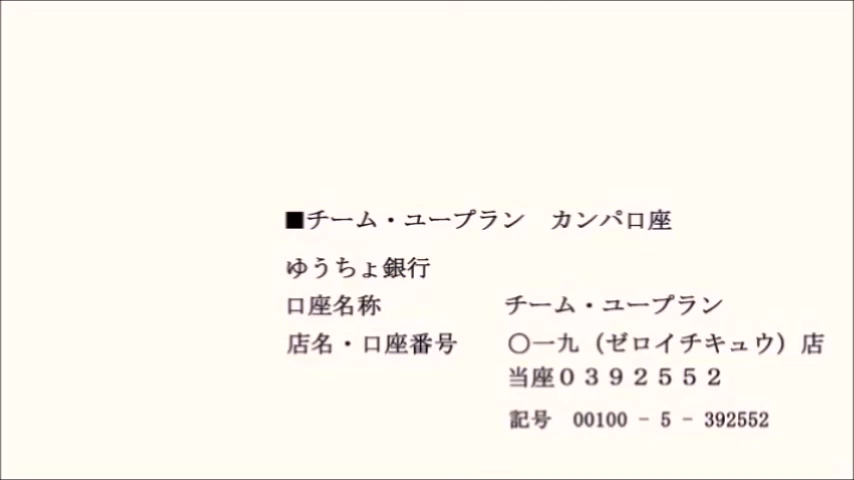 ■チーム・ユープラン　カンパ口座
ゆうちょ銀行
口座名称　チーム・ユープラン
店名・口座番号　〇一九（ゼロイチキュウ）店
当座０３９２５５２
記号　00100 － 5 － 392552